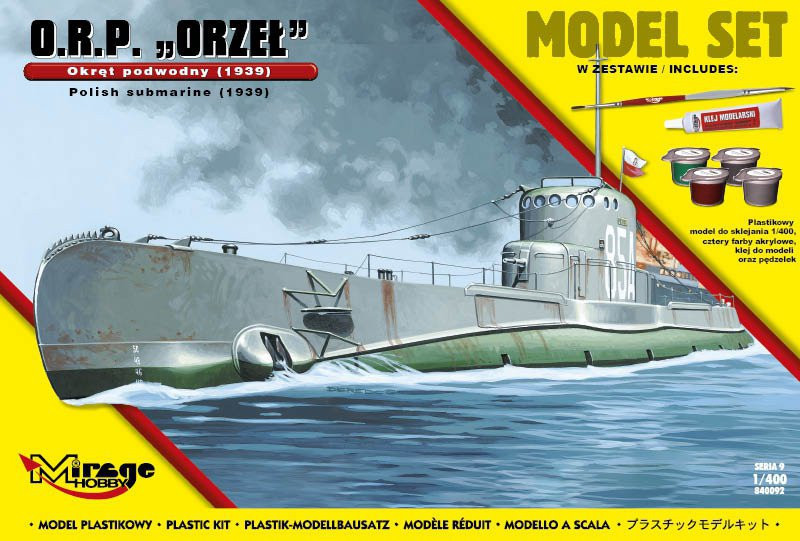 O.R.P. „ORZEŁ”
Okręt podwodny (1939)
Polish submarine (1939)
MODEL SET
W ZESTAWIE / INCLUDES:
KLEJ MODELARSKI
Plastikowy
model do sklejania 1/400,
cztery farby akrylowe,
klej do modeli
oraz pędzelek
85A
Mirage
HOBBY
SERIA 9
1/400
840092
• MODEL PLASTIKOWY • PLASTIC KIT • PLASTIK-MODELLBAUSATZ • MODÈLE RÉDUIT • MODELLO A SCALA • プラスチックモデルキット •